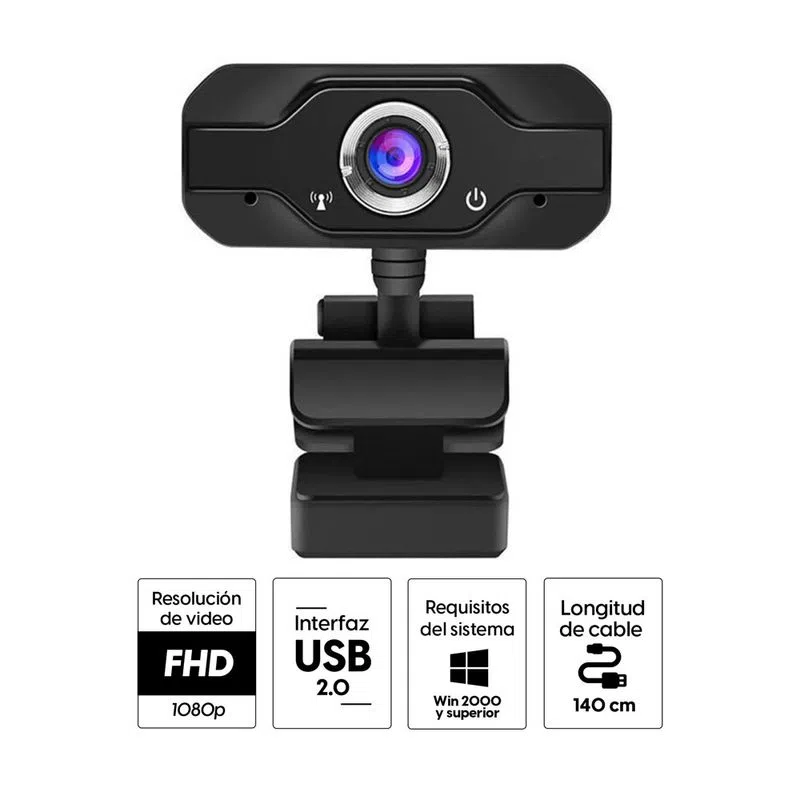 Resolución
de video
FHD
1080p
Interfaz
USB
2.0
Requisitos
del sistema
Win 2000
y superior
Longitud
de cable
140 cm